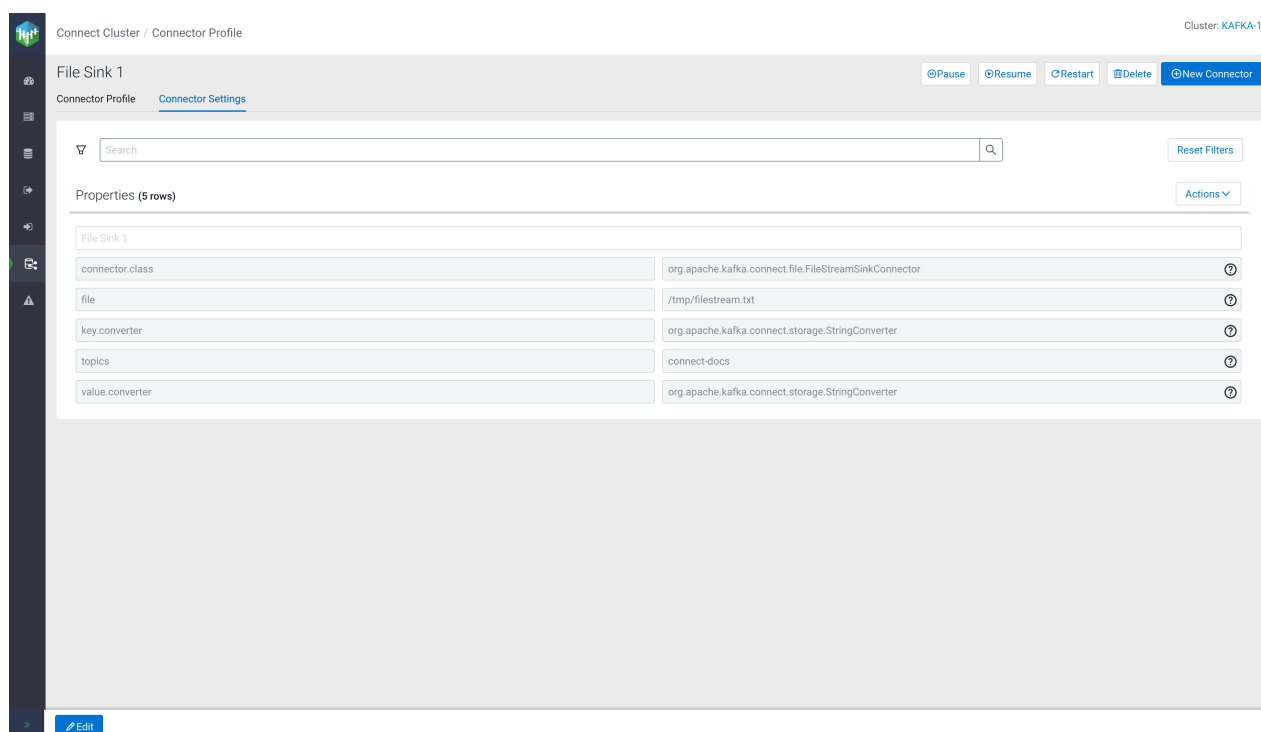 Connect Cluster / Connector Profile
Cluster: KAFKA-1
File Sink 1
Pause Resume Restart Delete New Connector
Connector Profile Connector Settings
Search
Reset Filters
Properties (5 rows)
Actions
File Sink 1
connector.class org.apache.kafka.connect.file.FileStreamSinkConnector
file /tmp/filestream.txt
key.converter org.apache.kafka.connect.storage.StringConverter
topics connect-docs
value.converter org.apache.kafka.connect.storage.StringConverter
Edit